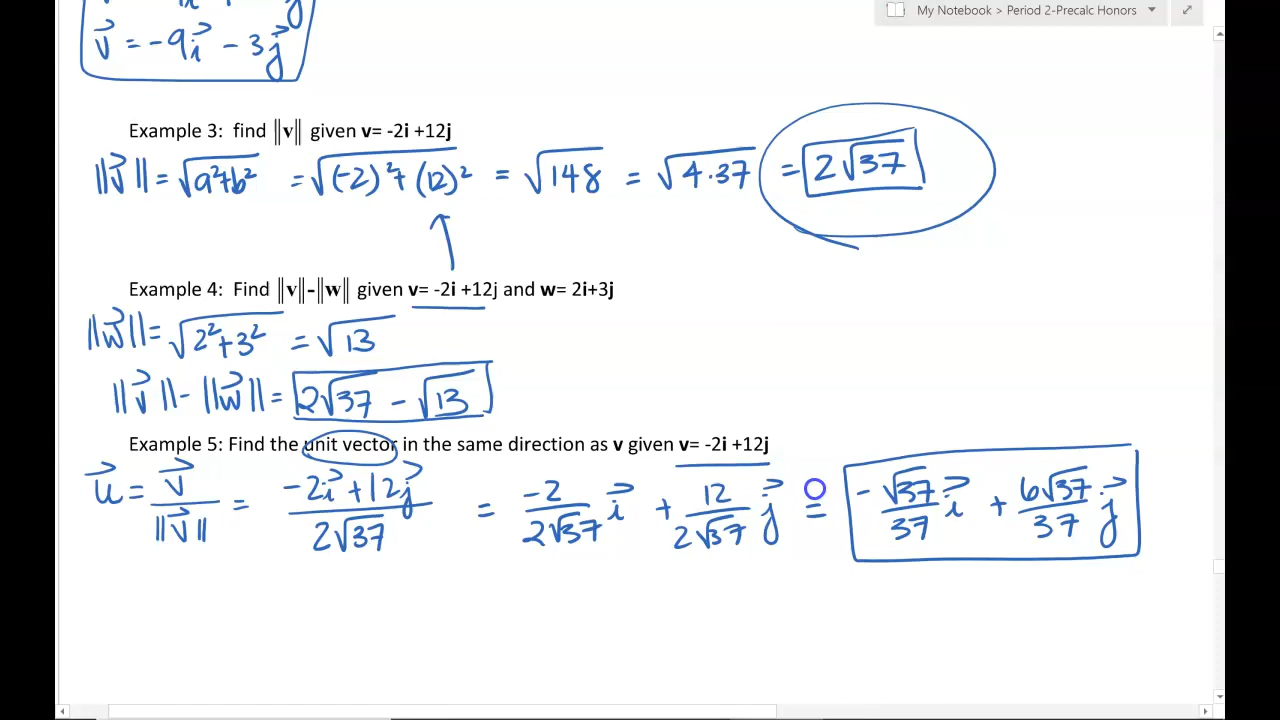 My Notebook > Period 2-Precalc Honors
v⃗ = -9i⃗ - 3j⃗
Example 3: find ‖v‖ given v= -2i +12j
‖v⃗‖ = √(a²+b²) = √((-2)²+(12)²) = √148 = √(4·37) = 2√37
Example 4: Find ‖v‖-‖w‖ given v= -2i +12j and w= 2i+3j
‖w⃗‖ = √(2²+3²) = √13
‖v⃗‖ - ‖w⃗‖ = 2√37 - √13
Example 5: Find the unit vector in the same direction as v given v= -2i +12j
u⃗ = v⃗/‖v⃗‖ = (-2i⃗+12j⃗)/(2√37) = -2/(2√37) i⃗ + 12/(2√37) j⃗ = -√37/37 i⃗ + 6√37/37 j⃗